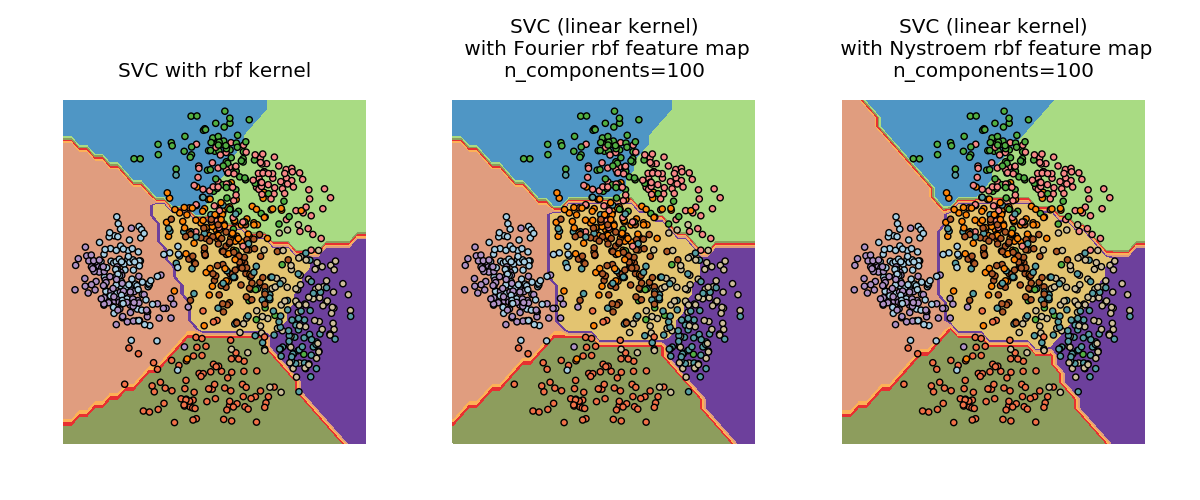 SVC with rbf kernel
SVC (linear kernel)
with Fourier rbf feature map
n_components=100
SVC (linear kernel)
with Nystroem rbf feature map
n_components=100